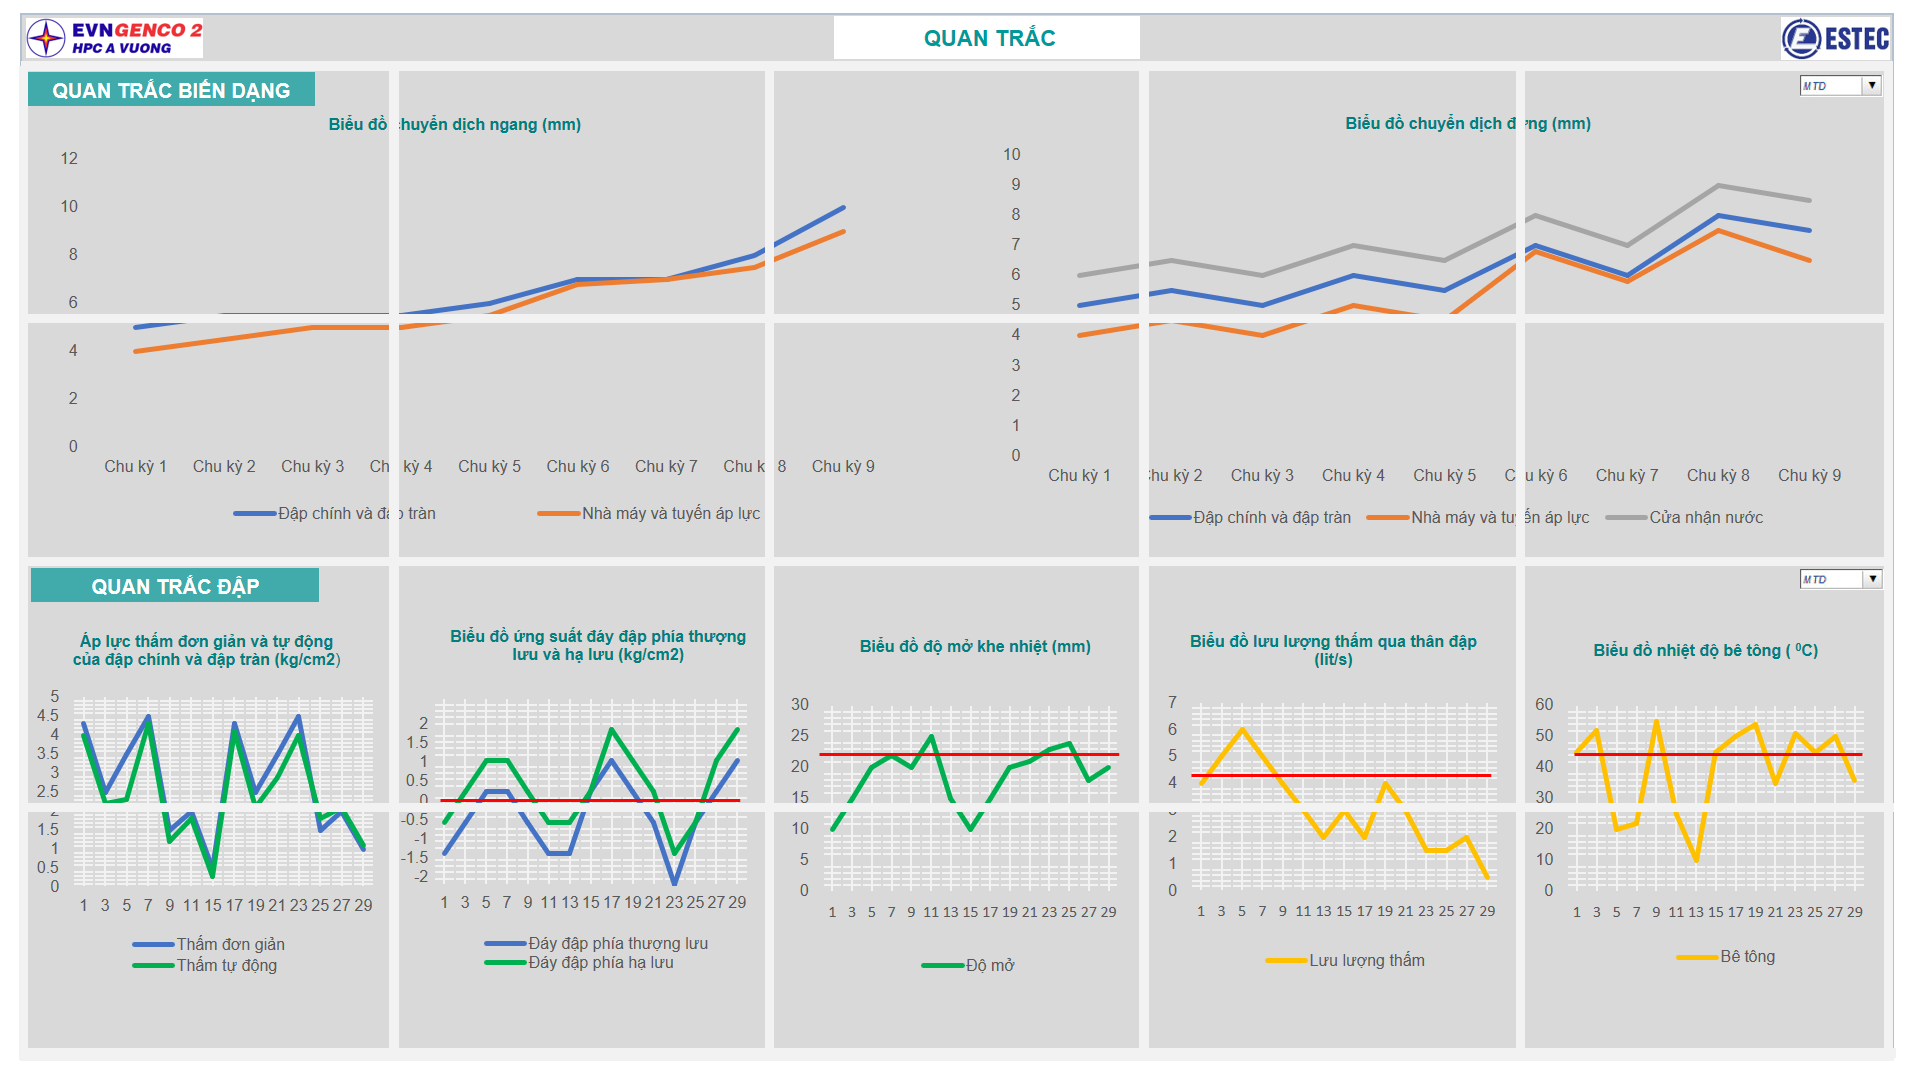 EVNGENCO 2
HPC A VUONG
QUAN TRẮC
ESTEC
QUAN TRẮC BIẾN DẠNG
MTD
Biểu đồ chuyển dịch ngang (mm)
12
10
8
6
4
2
0
Chu kỳ 1 Chu kỳ 2 Chu kỳ 3 Chu kỳ 4 Chu kỳ 5 Chu kỳ 6 Chu kỳ 7 Chu kỳ 8 Chu kỳ 9
Đập chính và đập tràn Nhà máy và tuyến áp lực
Biểu đồ chuyển dịch đứng (mm)
10
9
8
7
6
5
4
3
2
1
0
Chu kỳ 1 Chu kỳ 2 Chu kỳ 3 Chu kỳ 4 Chu kỳ 5 Chu kỳ 6 Chu kỳ 7 Chu kỳ 8 Chu kỳ 9
Đập chính và đập tràn Nhà máy và tuyến áp lực Cửa nhận nước
QUAN TRẮC ĐẬP
MTD
Áp lực thấm đơn giản và tự động
của đập chính và đập tràn (kg/cm2)
5
4.5
4
3.5
3
2.5
2
1.5
1
0.5
0
1 3 5 7 9 11 15 17 19 21 23 25 27 29
Thấm đơn giản
Thấm tự động
Biểu đồ ứng suất đáy đập phía thượng
lưu và hạ lưu (kg/cm2)
2
1.5
1
0.5
0
-0.5
-1
-1.5
-2
1 3 5 7 9 11 13 15 17 19 21 23 25 27 29
Đáy đập phía thượng lưu
Đáy đập phía hạ lưu
Biểu đồ độ mở khe nhiệt (mm)
30
25
20
15
10
5
0
1 3 5 7 9 11 13 15 17 19 21 23 25 27 29
Độ mở
Biểu đồ lưu lượng thấm qua thân đập
(lit/s)
7
6
5
4
3
2
1
0
1 3 5 7 9 11 13 15 17 19 21 23 25 27 29
Lưu lượng thấm
Biểu đồ nhiệt độ bê tông ( ⁰C)
60
50
40
30
20
10
0
1 3 5 7 9 11 13 15 17 19 21 23 25 27 29
Bê tông